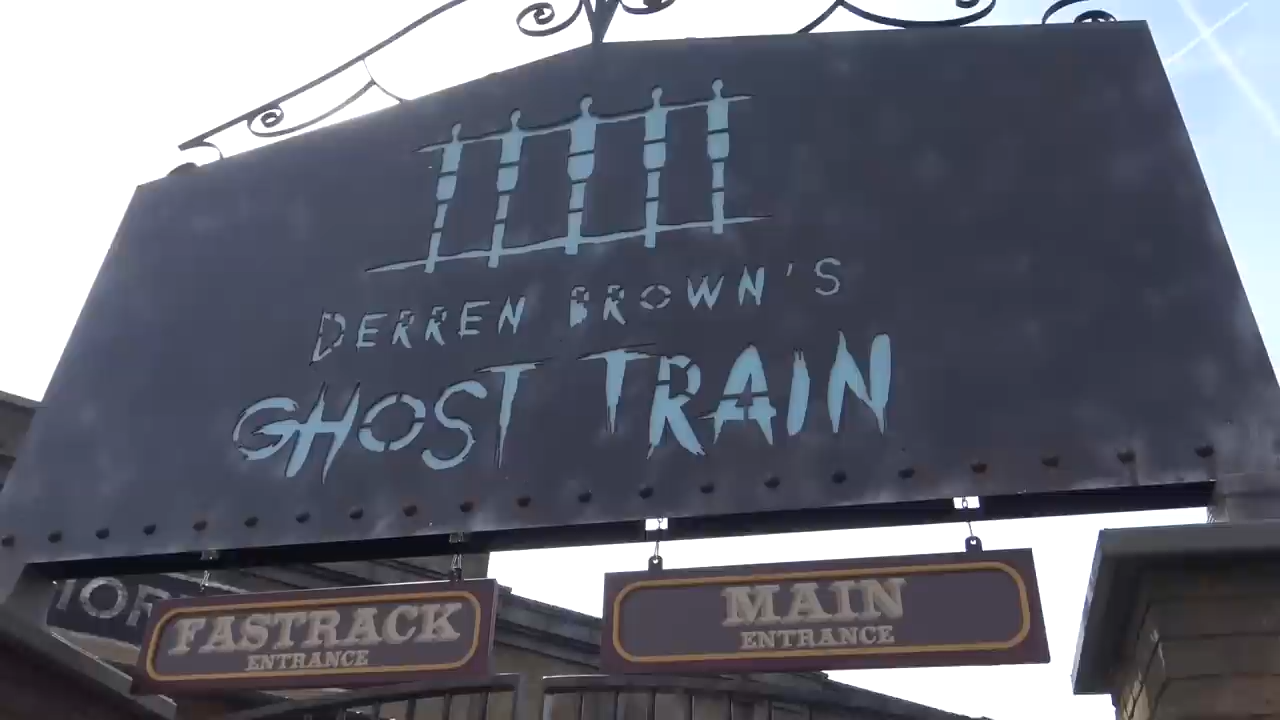 DERREN BROWN'S
GHOST TRAIN
FASTRACK
ENTRANCE
MAIN
ENTRANCE